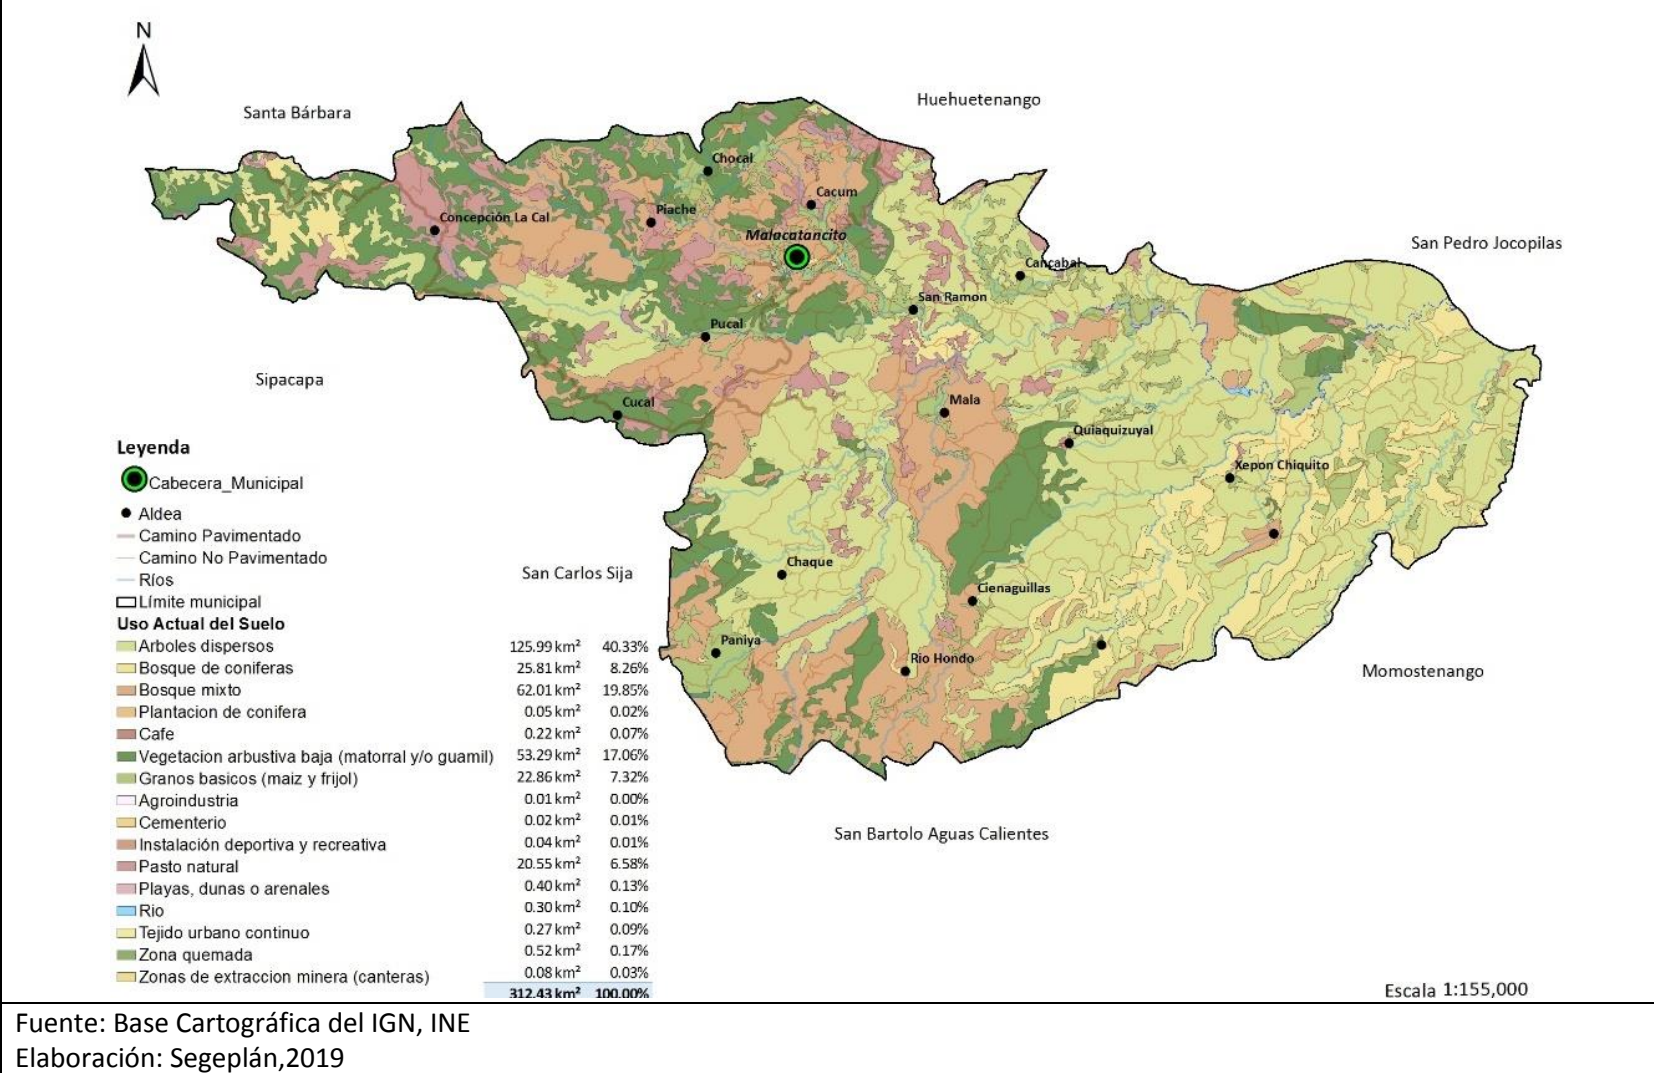 N
Santa Bárbara
Huehuetenango
San Pedro Jocopilas
Chocal
Cacum
Piache
Concepción La Cal
Malacatancito
Cancabal
San Ramon
Pucal
Sipacapa
Cucal
Mala
Quiaquizuyal
Xepon Chiquito
San Carlos Sija
Chaque
Cienaguillas
Paniya
Rio Hondo
Momostenango
San Bartolo Aguas Calientes
Leyenda
Cabecera_Municipal
Aldea
Camino Pavimentado
Camino No Pavimentado
Ríos
Límite municipal
Uso Actual del Suelo
Arboles dispersos 125.99 km² 40.33%
Bosque de coniferas 25.81 km² 8.26%
Bosque mixto 62.01 km² 19.85%
Plantacion de conifera 0.05 km² 0.02%
Cafe 0.22 km² 0.07%
Vegetacion arbustiva baja (matorral y/o guamil) 53.29 km² 17.06%
Granos basicos (maiz y frijol) 22.86 km² 7.32%
Agroindustria 0.01 km² 0.00%
Cementerio 0.02 km² 0.01%
Instalación deportiva y recreativa 0.04 km² 0.01%
Pasto natural 20.55 km² 6.58%
Playas, dunas o arenales 0.40 km² 0.13%
Rio 0.30 km² 0.10%
Tejido urbano continuo 0.27 km² 0.09%
Zona quemada 0.52 km² 0.17%
Zonas de extraccion minera (canteras) 0.08 km² 0.03%
312.43 km² 100.00%
Escala 1:155,000
Fuente: Base Cartográfica del IGN, INE
Elaboración: Segeplán,2019